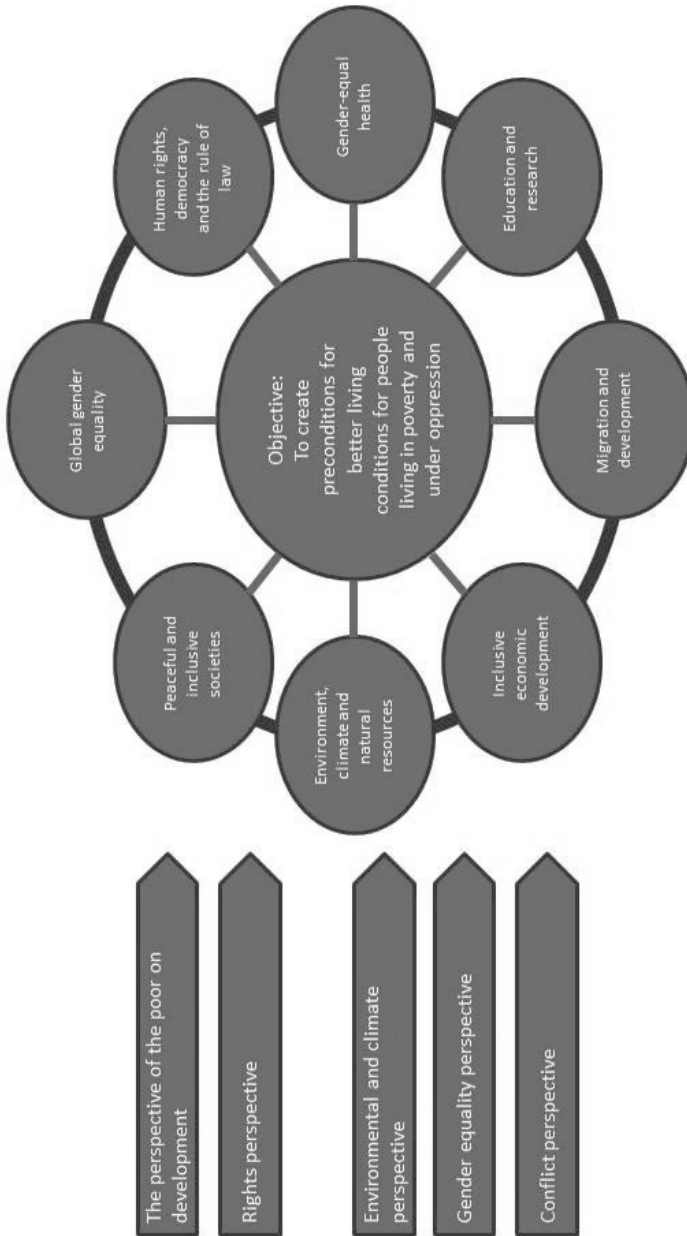 The perspective of the poor on
development
Rights perspective
Environmental and climate
perspective
Gender equality perspective
Conflict perspective
Objective:
To create
preconditions for
better living
conditions for people
living in poverty and
under oppression
Global gender
equality
Human rights,
democracy
and the rule of
law
Gender-equal
health
Education and
research
Migration and
development
Inclusive
economic
development
Environment,
climate and
natural
resources
Peaceful and
inclusive
societies